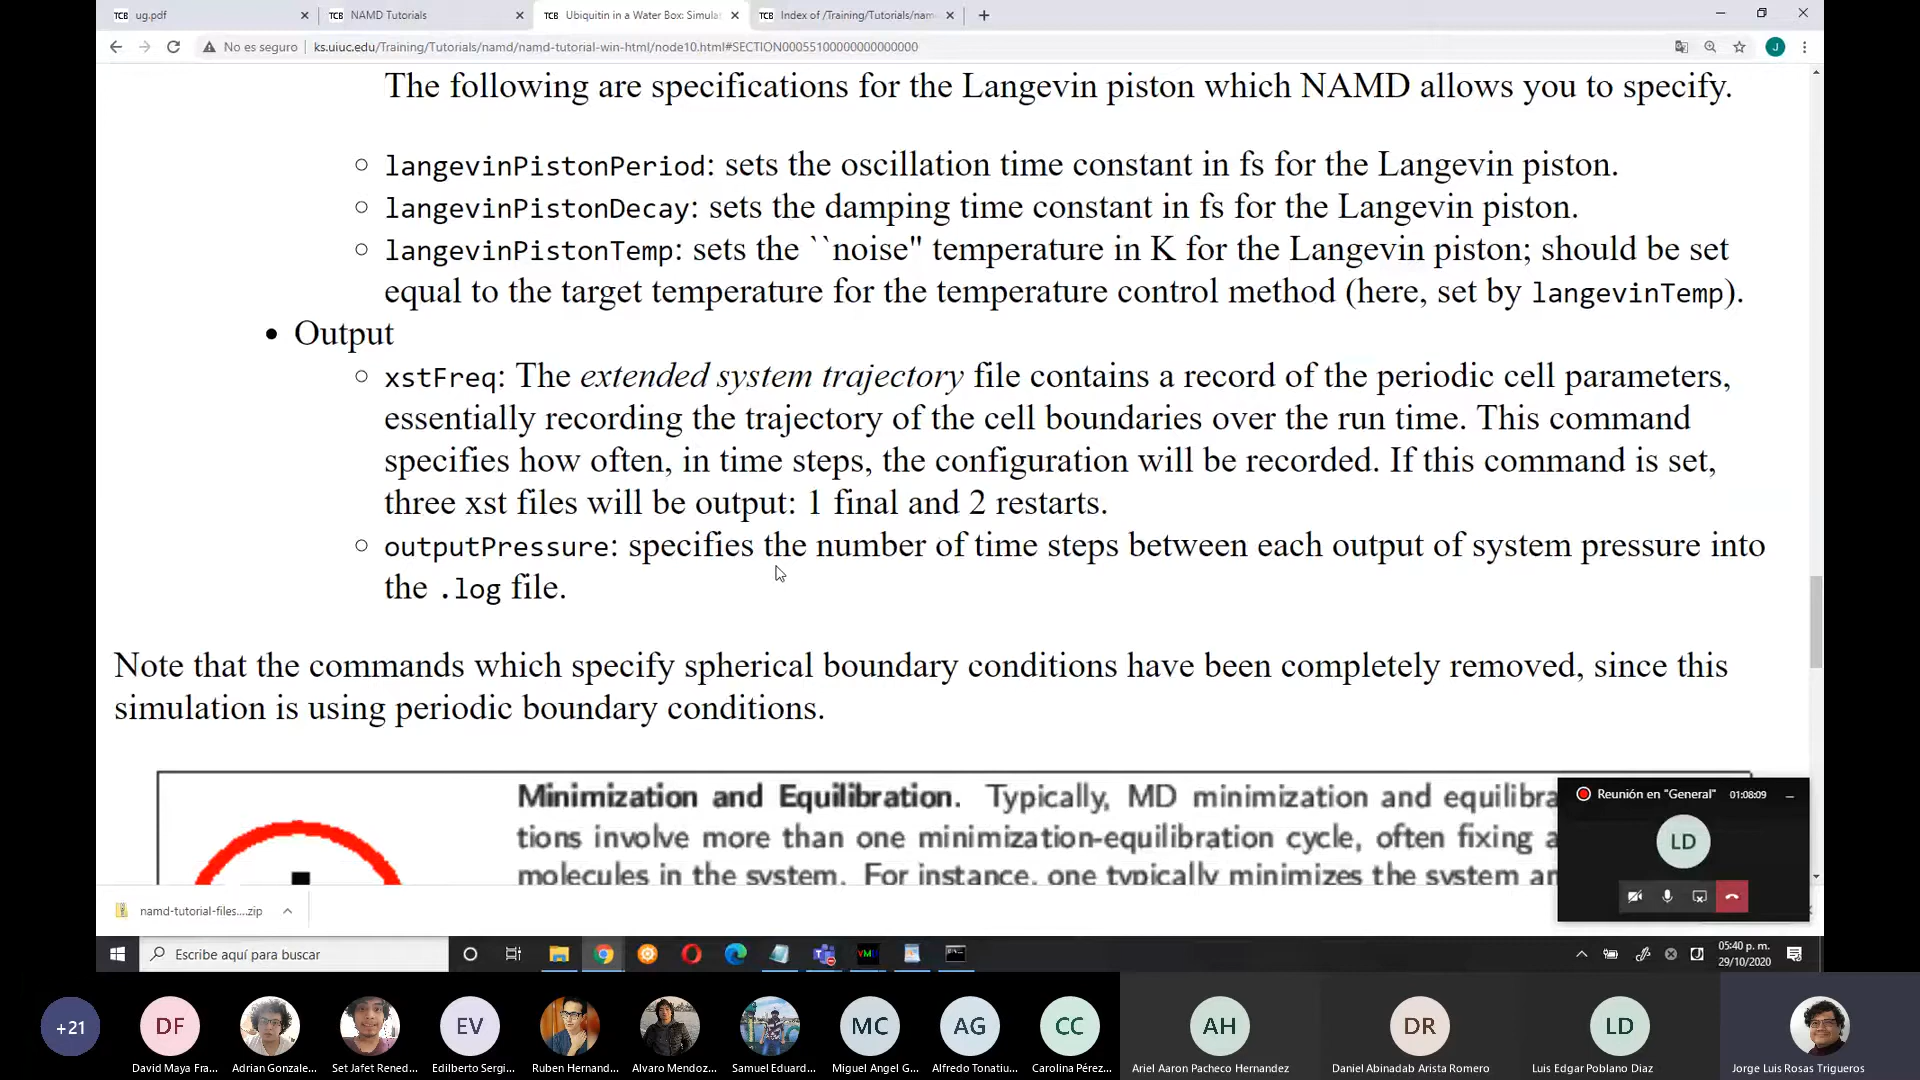 ug.pdf
NAMD Tutorials
Ubiquitin in a Water Box: Simula
Index of /Training/Tutorials/nam
No es seguro
ks.uiuc.edu/Training/Tutorials/namd/namd-tutorial-win-html/node10.html#SECTION00055100000000000000
J
The following are specifications for the Langevin piston which NAMD allows you to specify.
langevinPistonPeriod: sets the oscillation time constant in fs for the Langevin piston.
langevinPistonDecay: sets the damping time constant in fs for the Langevin piston.
langevinPistonTemp: sets the ``noise" temperature in K for the Langevin piston; should be set
equal to the target temperature for the temperature control method (here, set by langevinTemp).
Output
xstFreq: The extended system trajectory file contains a record of the periodic cell parameters,
essentially recording the trajectory of the cell boundaries over the run time. This command
specifies how often, in time steps, the configuration will be recorded. If this command is set,
three xst files will be output: 1 final and 2 restarts.
outputPressure: specifies the number of time steps between each output of system pressure into
the .log file.
Note that the commands which specify spherical boundary conditions have been completely removed, since this
simulation is using periodic boundary conditions.
Minimization and Equilibration. Typically, MD minimization and equilibra
tions involve more than one minimization-equilibration cycle, often fixing a
molecules in the system. For instance, one typically minimizes the system an
Reunión en "General" 01:08:09
LD
namd-tutorial-files....zip
Escribe aquí para buscar
05:40 p. m.
29/10/2020
+21
DF
EV
MC
AG
CC
AH
DR
LD
David Maya Fra...
Adrian Gonzale...
Set Jafet Rened...
Edilberto Sergi...
Ruben Hernand...
Alvaro Mendoz...
Samuel Eduard...
Miguel Angel G...
Alfredo Tonatiu...
Carolina Pérez...
Ariel Aaron Pacheco Hernandez
Daniel Abinadab Arista Romero
Luis Edgar Poblano Diaz
Jorge Luis Rosas Trigueros